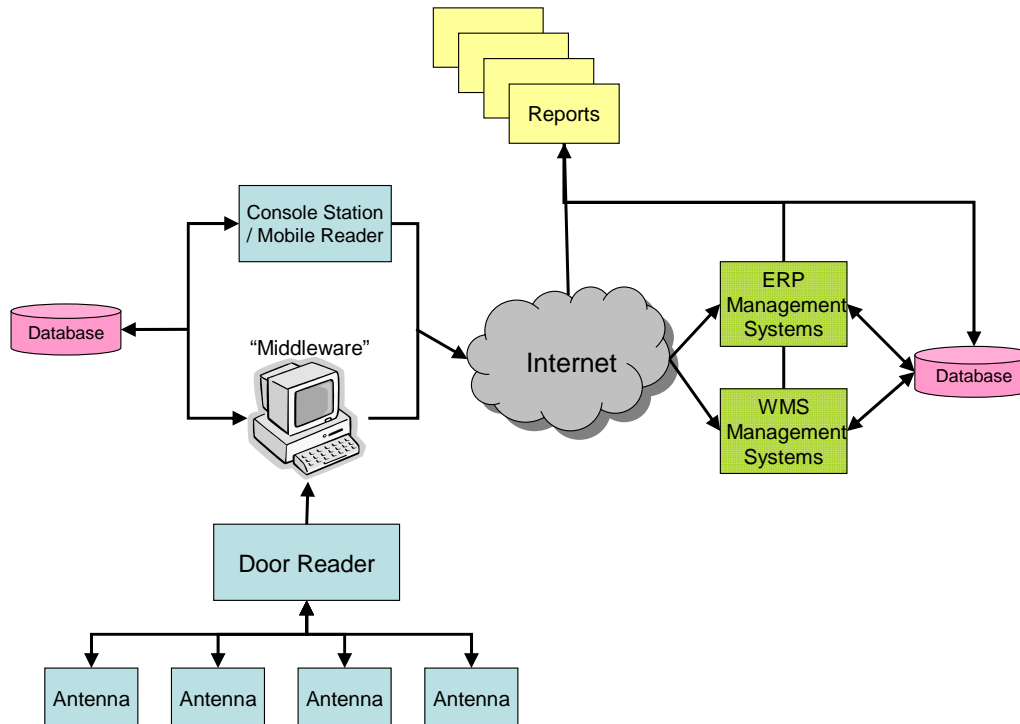 Reports
Console Station
/ Mobile Reader
ERP
Management
Systems
Database
“Middleware”
Internet
Database
WMS
Management
Systems
Door Reader
Antenna
Antenna
Antenna
Antenna